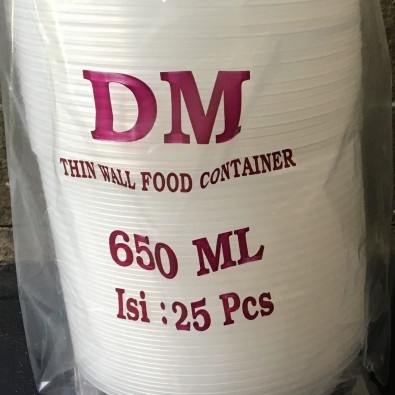 DM
THIN WALL FOOD CONTAINER
650 ML
Isi : 25 Pcs